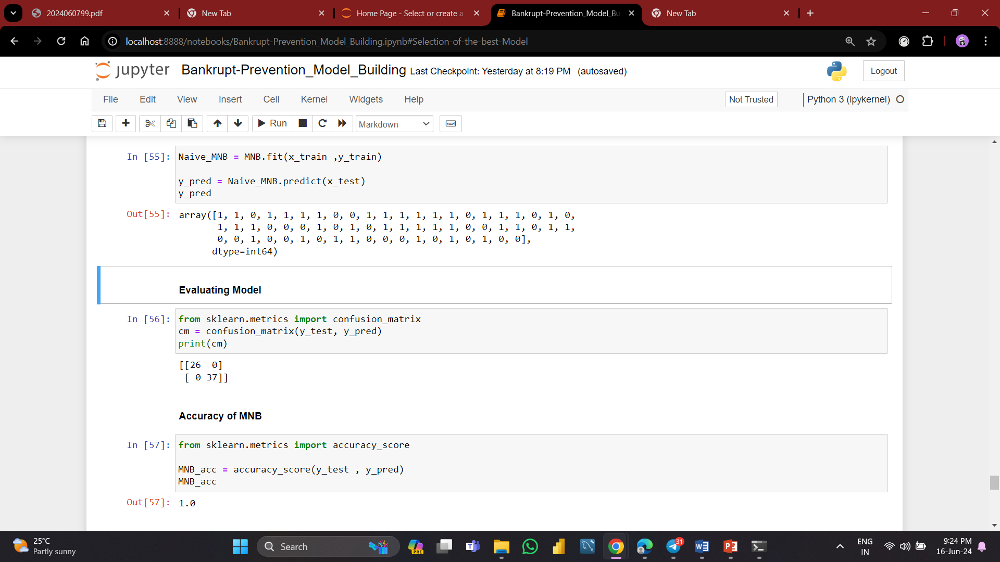 2024060799.pdf
New Tab
Home Page - Select or create a
Bankrupt-Prevention_Model_Bu
New Tab
localhost:8888/notebooks/Bankrupt-Prevention_Model_Building.ipynb#Selection-of-the-best-Model
jupyter Bankrupt-Prevention_Model_Building Last Checkpoint: Yesterday at 8:19 PM (autosaved)
Logout
File Edit View Insert Cell Kernel Widgets Help
Not Trusted
Python 3 (ipykernel)
Run
Markdown
In [55]: Naive_MNB = MNB.fit(x_train ,y_train)
y_pred = Naive_MNB.predict(x_test)
y_pred
Out[55]: array([1, 1, 0, 1, 1, 1, 1, 0, 0, 1, 1, 1, 1, 1, 1, 0, 1, 1, 1, 0, 1, 0,
1, 1, 1, 0, 0, 0, 1, 0, 1, 0, 1, 1, 1, 1, 1, 0, 0, 1, 1, 0, 1, 1,
0, 0, 1, 0, 0, 1, 0, 1, 1, 0, 0, 0, 1, 0, 1, 0, 1, 0, 0],
dtype=int64)
Evaluating Model
In [56]: from sklearn.metrics import confusion_matrix
cm = confusion_matrix(y_test, y_pred)
print(cm)
[[26  0]
[ 0 37]]
Accuracy of MNB
In [57]: from sklearn.metrics import accuracy_score
MNB_acc = accuracy_score(y_test , y_pred)
MNB_acc
Out[57]: 1.0
25°C
Partly sunny
Search
PRE
31
ENG
IN
9:24 PM
16-Jun-24